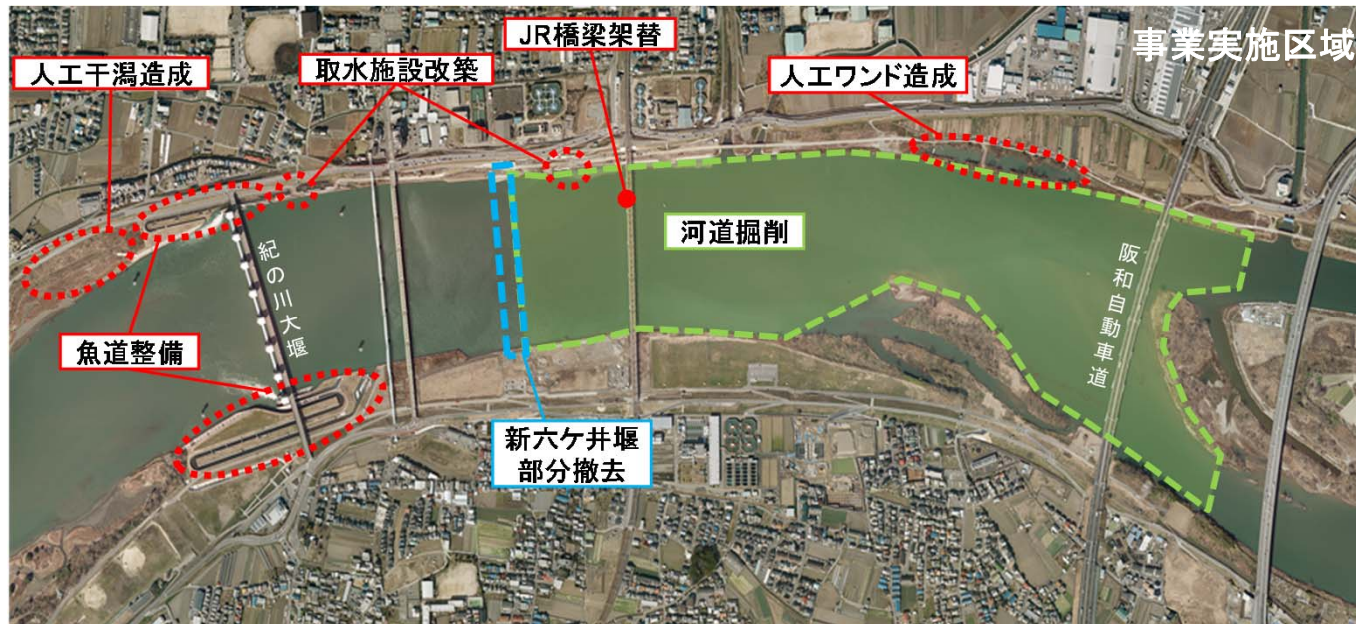 事業実施区域
JR橋梁架替
人工干潟造成
取水施設改築
人工ワンド造成
河道掘削
紀の川大堰
阪和自動車道
魚道整備
新六ケ井堰
部分撤去